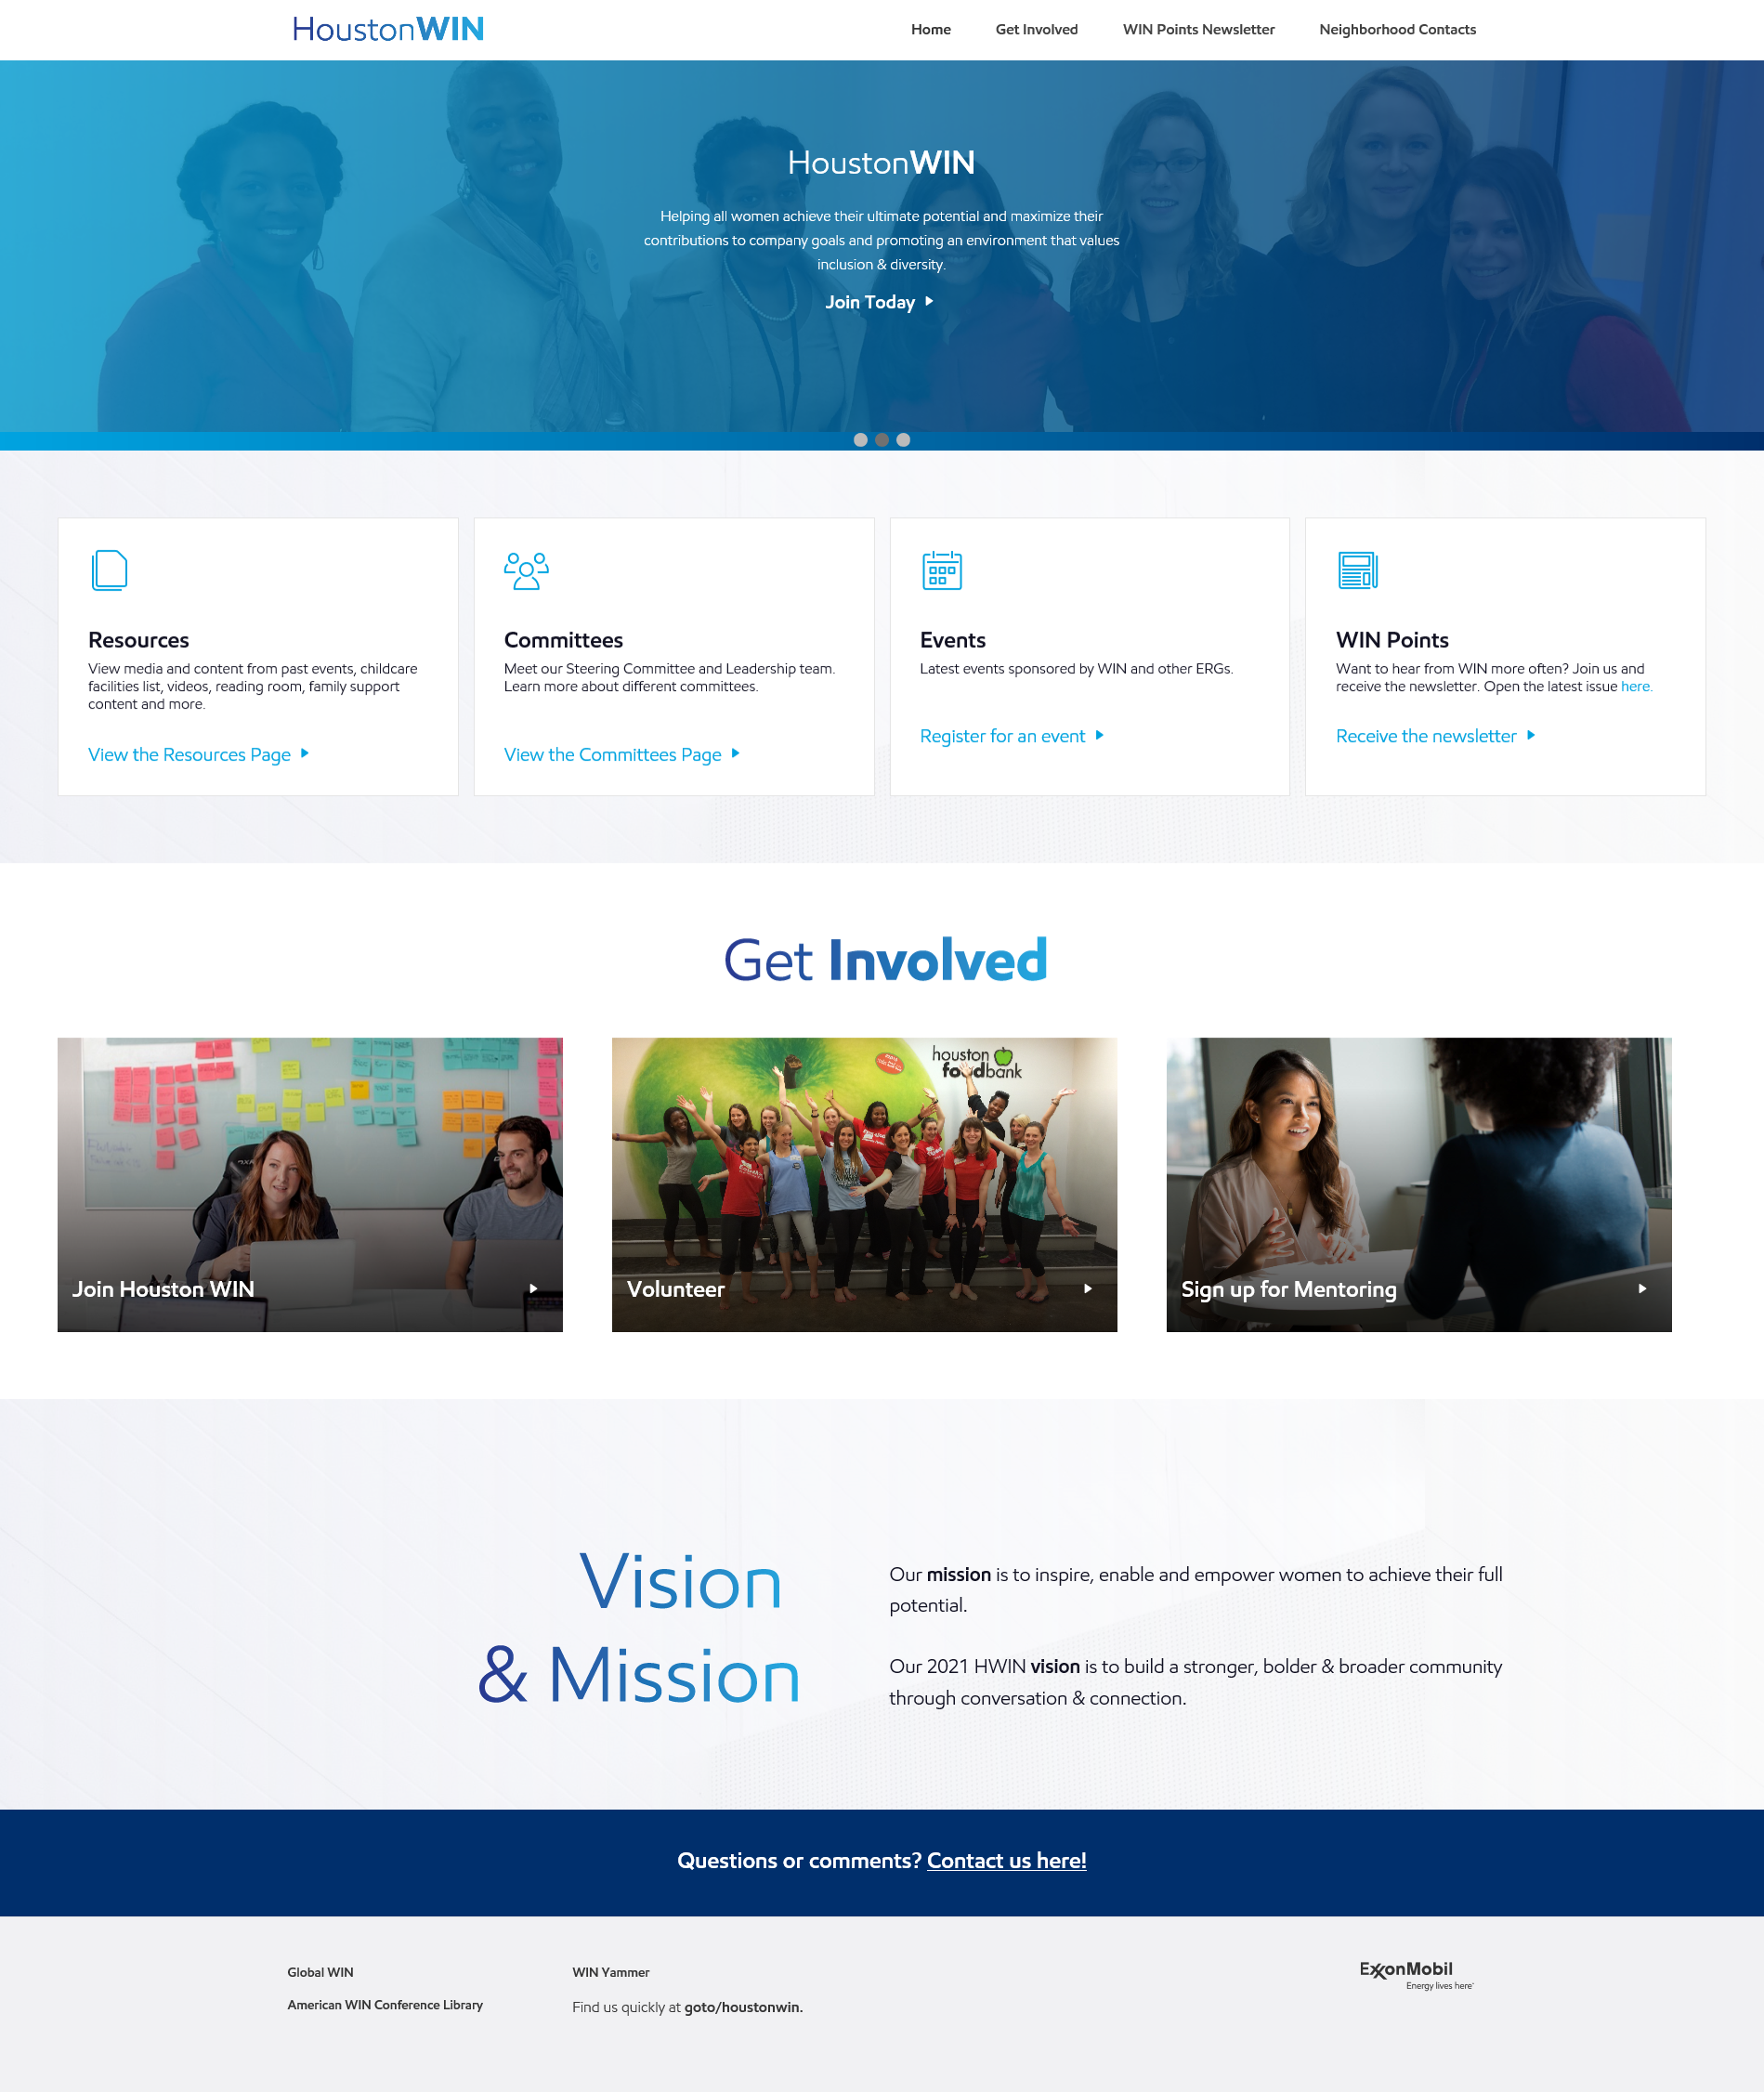 HoustonWIN
Home Get Involved WIN Points Newsletter Neighborhood Contacts
HoustonWIN
Helping all women achieve their ultimate potential and maximize their
contributions to company goals and promoting an environment that values
inclusion & diversity.
Join Today
Resources
View media and content from past events, childcare
facilities list, videos, reading room, family support
content and more.
View the Resources Page
Committees
Meet our Steering Committee and Leadership team.
Learn more about different committees.
View the Committees Page
Events
Latest events sponsored by WIN and other ERGs.
Register for an event
WIN Points
Want to hear from WIN more often? Join us and
receive the newsletter. Open the latest issue here.
Receive the newsletter
Get Involved
Join Houston WIN
houston
foodbank
Volunteer
Sign up for Mentoring
Vision
& Mission
Our mission is to inspire, enable and empower women to achieve their full
potential.
Our 2021 HWIN vision is to build a stronger, bolder & broader community
through conversation & connection.
Questions or comments? Contact us here!
Global WIN
American WIN Conference Library
WIN Yammer
Find us quickly at goto/houstonwin.
ExxonMobil
Energy lives here™